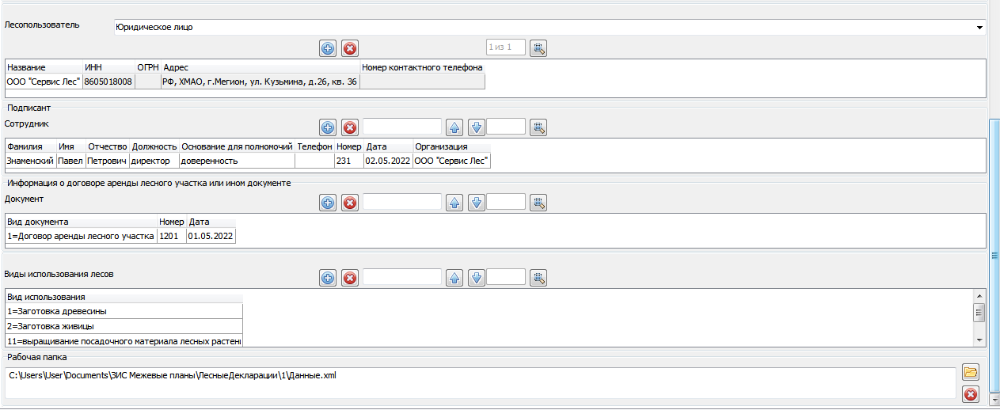 Лесопользователь
Юридическое лицо
1 из 1
Название ИНН ОГРН Адрес Номер контактного телефона
ООО "Сервис Лес" 8605018008 РФ, ХМАО, г.Мегион, ул. Кузьмина, д.26, кв. 36
Подписант
Сотрудник
Фамилия Имя Отчество Должность Основание для полномочий Телефон Номер Дата Организация
Знаменский Павел Петрович директор доверенность 231 02.05.2022 ООО "Сервис Лес"
Информация о договоре аренды лесного участка или ином документе
Документ
Вид документа Номер Дата
1=Договор аренды лесного участка 1201 01.05.2022
Виды использования лесов
Вид использования
1=Заготовка древесины
2=Заготовка живицы
11=выращивание посадочного материала лесных растени
Рабочая папка
C:\Users\User\Documents\ЗИС Межевые планы\ЛесныеДекларации\1\Данные.xml